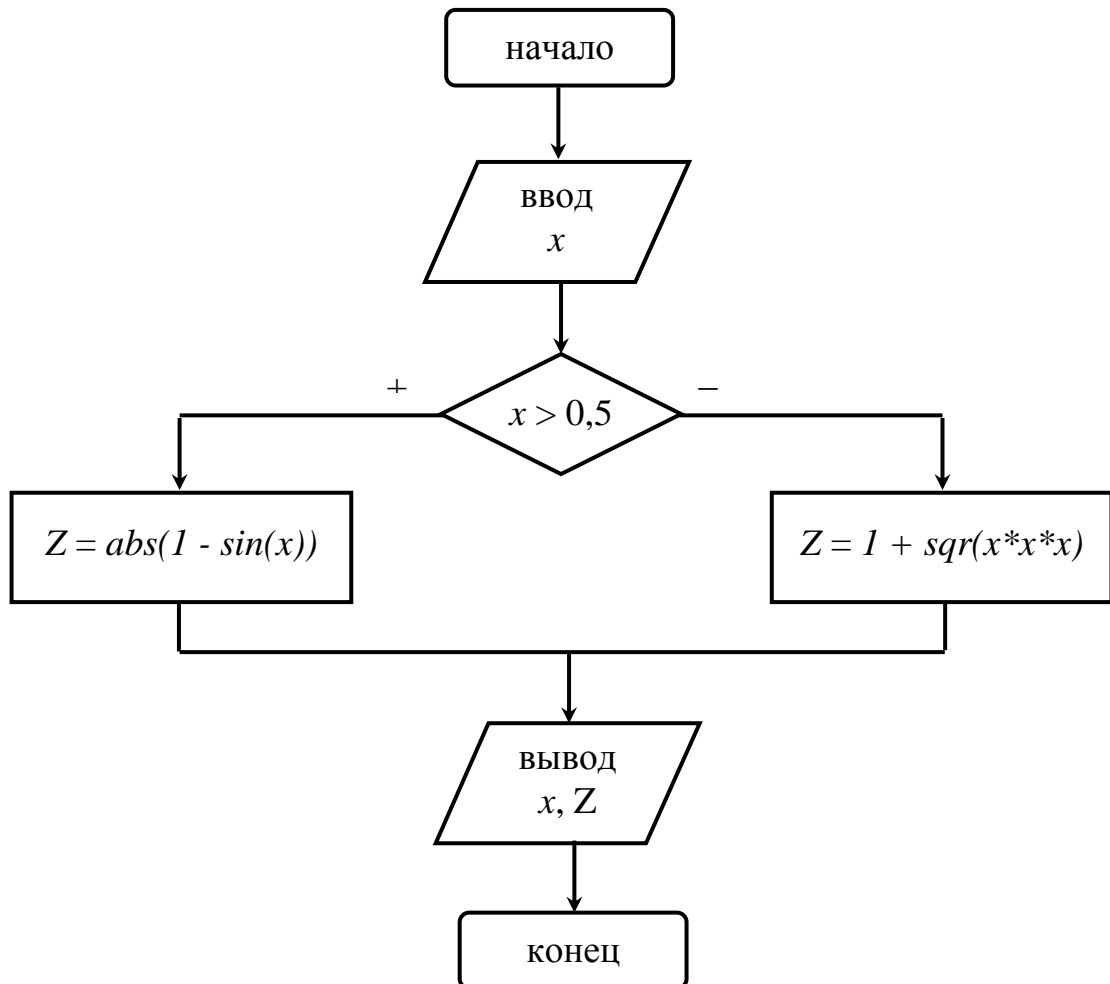 начало
ввод
x
+
–
x > 0,5
Z = abs(1 - sin(x))
Z = 1 + sqr(x*x*x)
вывод
x, Z
конец